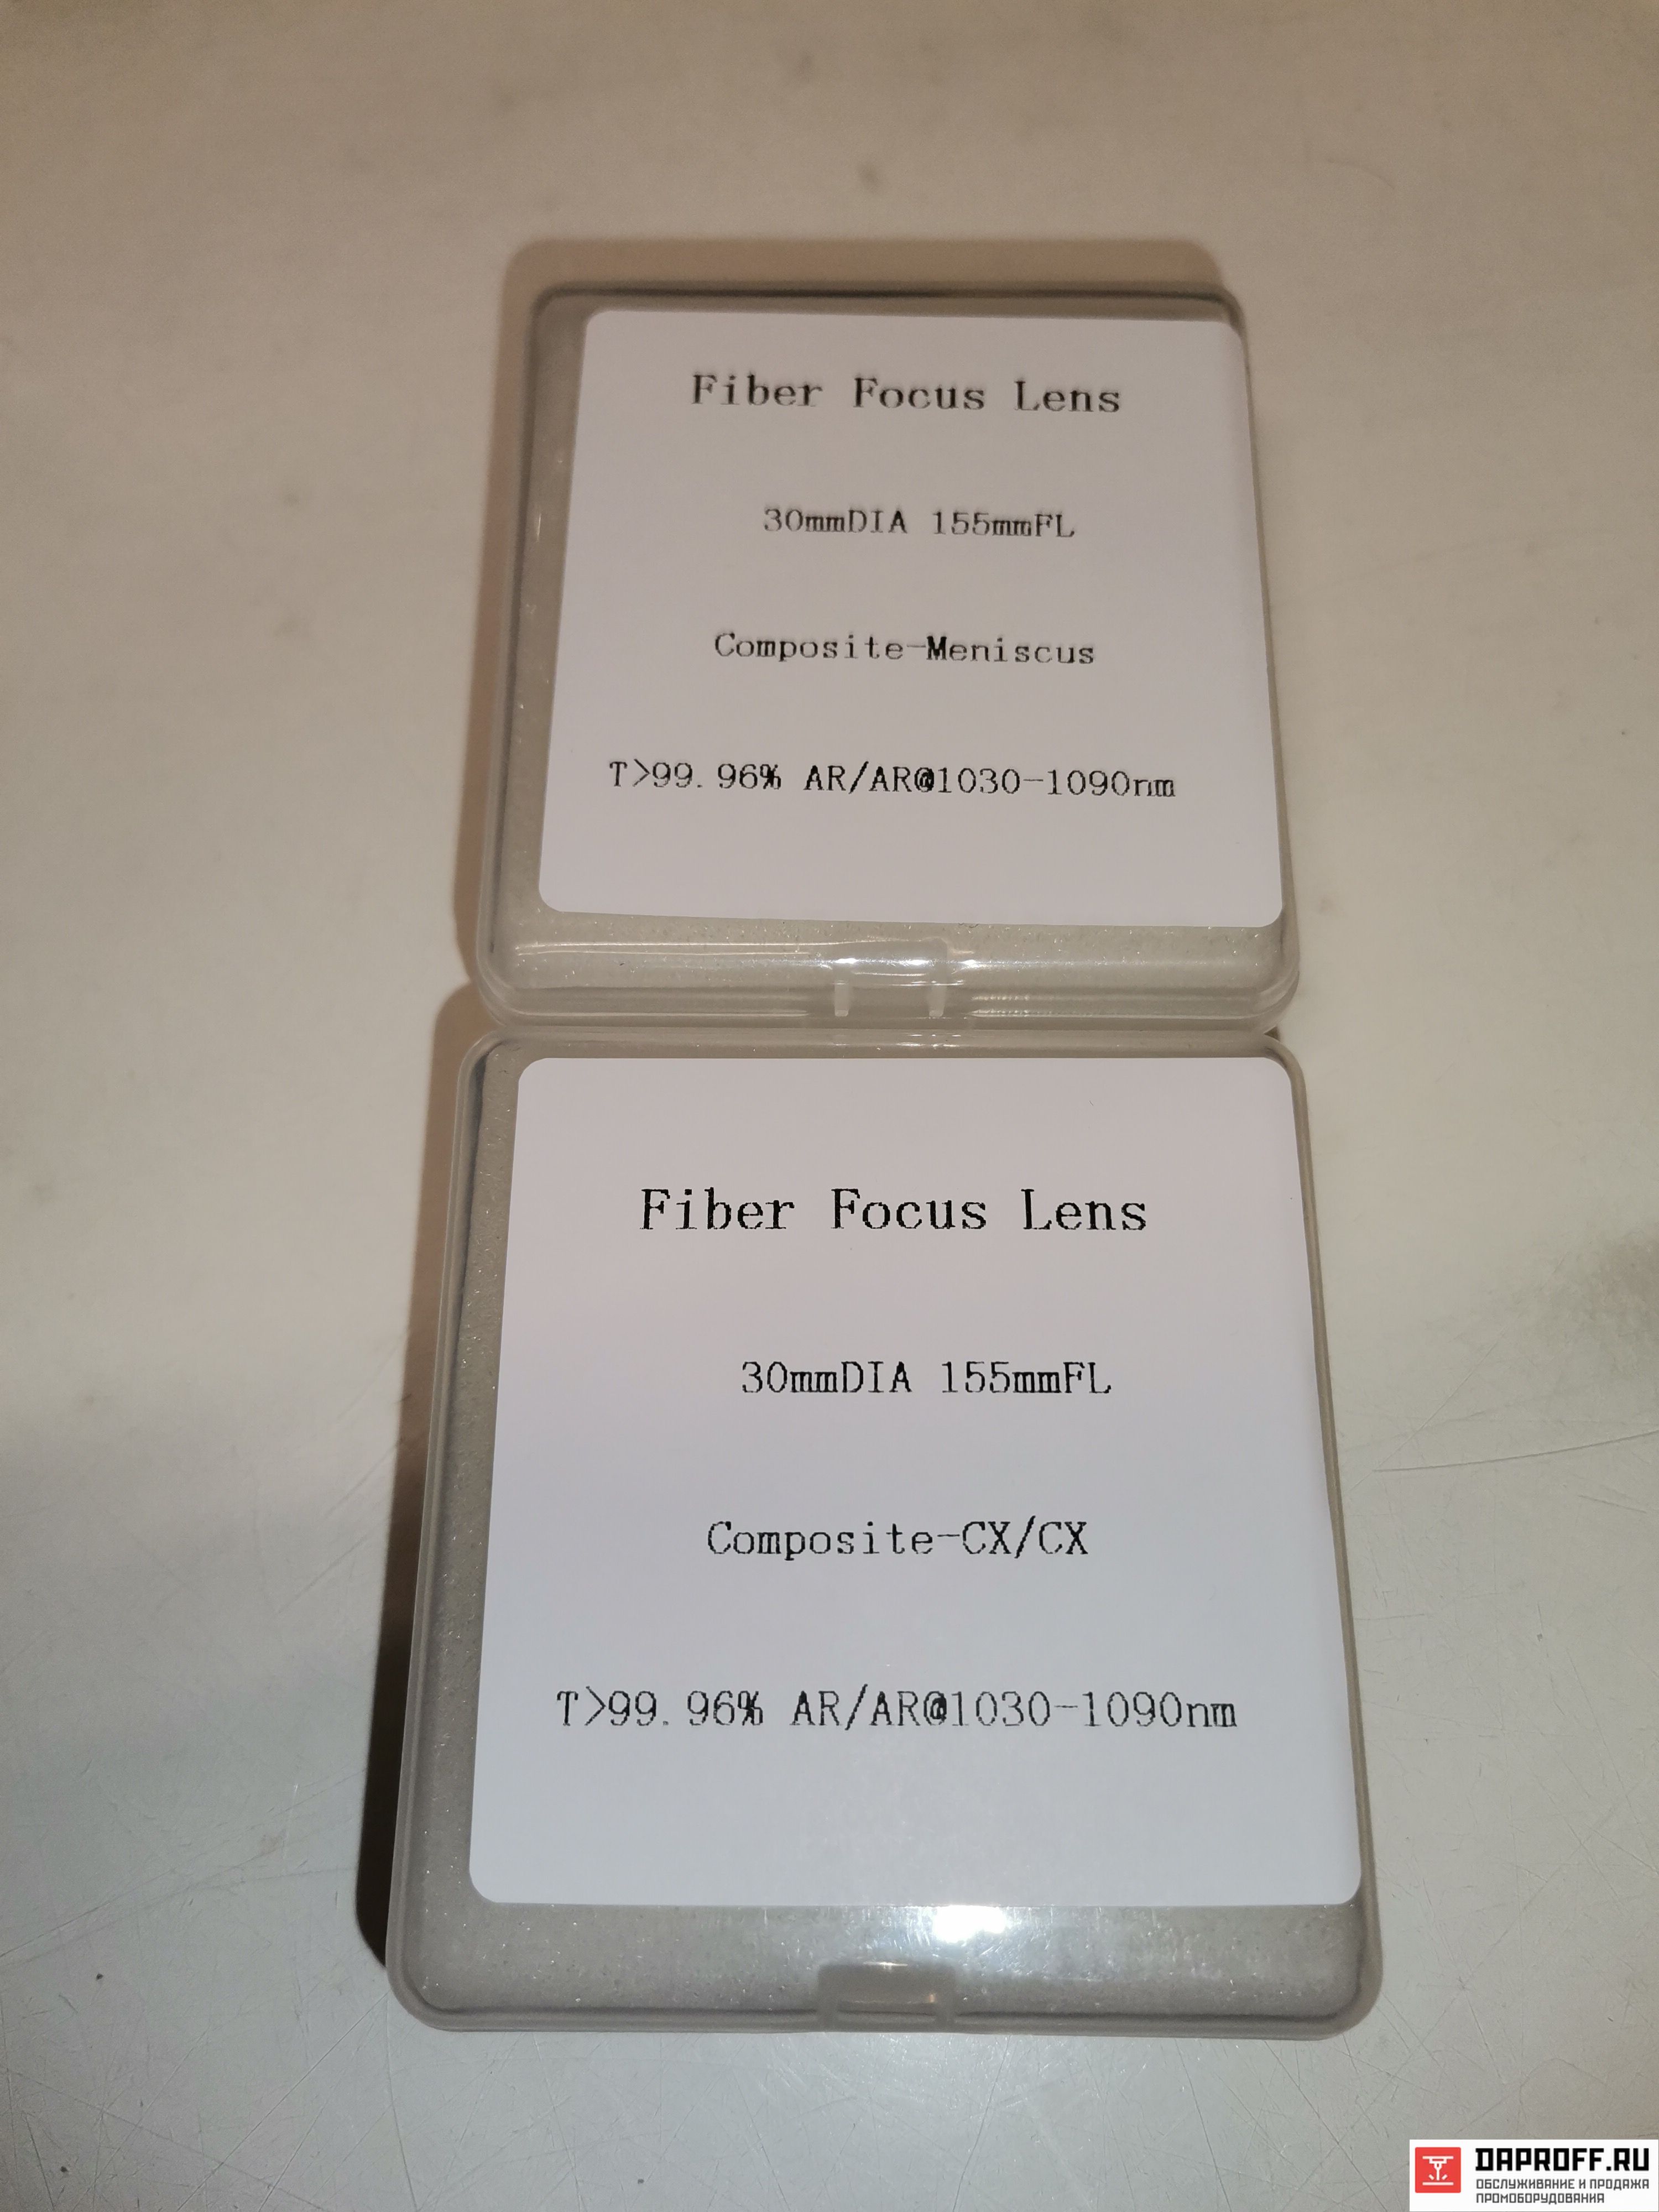 Fiber Focus Lens
30mmDIA 155mmFL
Composite-Meniscus
T>99.96% AR/AR@1030-1090nm
Fiber Focus Lens
30mmDIA 155mmFL
Composite-CX/CX
T>99.96% AR/AR@1030-1090nm
DAPROFF.RU
ОБСЛУЖИВАНИЕ И ПРОДАЖА
ПРОМОБОРУДОВАНИЯ